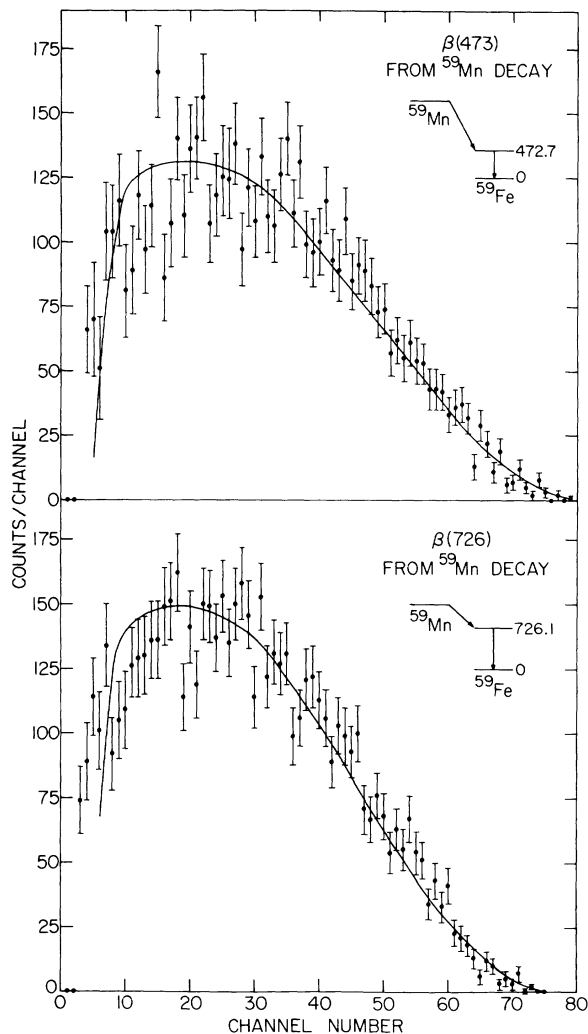 175
150
125
100
75
50
25
0
β(473)
FROM ⁵⁹Mn DECAY
⁵⁹Mn
472.7
0
⁵⁹Fe
COUNTS/CHANNEL
175
150
125
100
75
50
25
0
β(726)
FROM ⁵⁹Mn DECAY
⁵⁹Mn
726.1
0
⁵⁹Fe
0 10 20 30 40 50 60 70 80
CHANNEL NUMBER